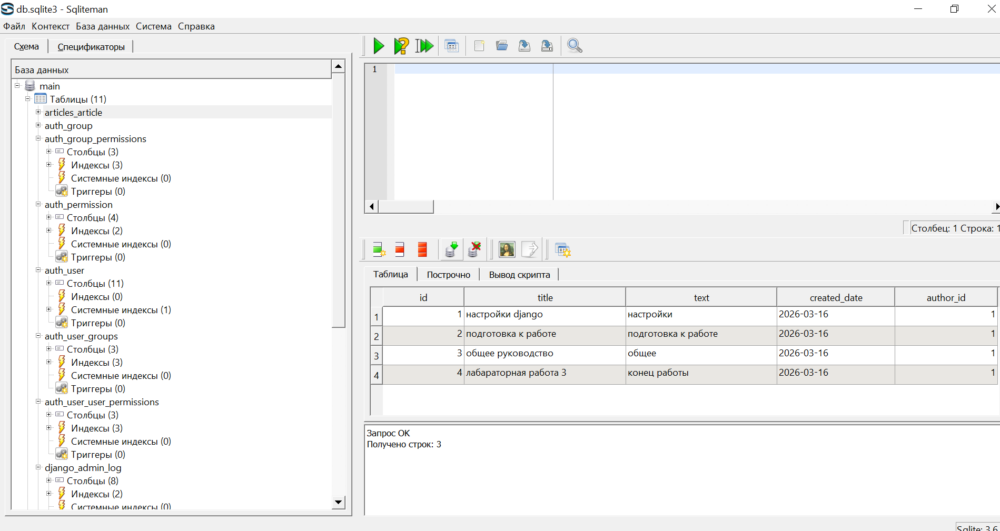 db.sqlite3 - Sqliteman
Файл Контекст База данных Система Справка
Схема Спецификаторы
База данных
main
Таблицы (11)
articles_article
auth_group
auth_group_permissions
Столбцы (3)
Индексы (3)
Системные индексы (0)
Триггеры (0)
auth_permission
Столбцы (4)
Индексы (2)
Системные индексы (0)
Триггеры (0)
auth_user
Столбцы (11)
Индексы (0)
Системные индексы (1)
Триггеры (0)
auth_user_groups
Столбцы (3)
Индексы (3)
Системные индексы (0)
Триггеры (0)
auth_user_user_permissions
Столбцы (3)
Индексы (3)
Системные индексы (0)
Триггеры (0)
django_admin_log
Столбцы (8)
Индексы (2)
Системные индексы (0)
1
Столбец: 1 Строка: 1
Таблица Построчно Вывод скрипта
id title text created_date author_id
1 1 настройки django настройки 2026-03-16 1
2 2 подготовка к работе подготовка к работе 2026-03-16 1
3 3 общее руководство общее 2026-03-16 1
4 4 лабараторная работа 3 конец работы 2026-03-16 1
Запрос OK
Получено строк: 3
Sqlite: 3.6